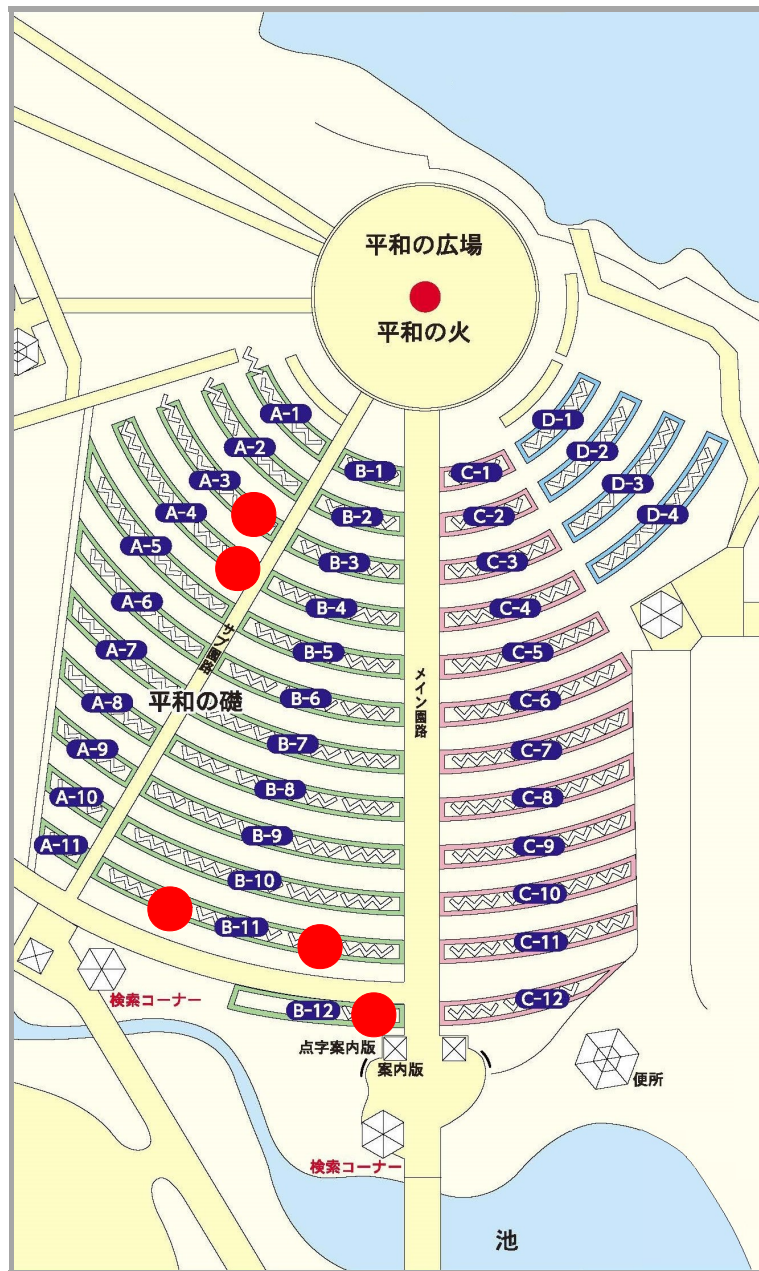 平和の広場
平和の火
A-1
A-2
A-3
A-4
A-5
A-6
A-7
A-8
A-9
A-10
A-11
B-1
B-2
B-3
B-4
B-5
B-6
B-7
B-8
B-9
B-10
B-11
B-12
C-1
C-2
C-3
C-4
C-5
C-6
C-7
C-8
C-9
C-10
C-11
C-12
D-1
D-2
D-3
D-4
サブ園路
メイン園路
平和の礎
検索コーナー
点字案内版
案内版
便所
検索コーナー
池